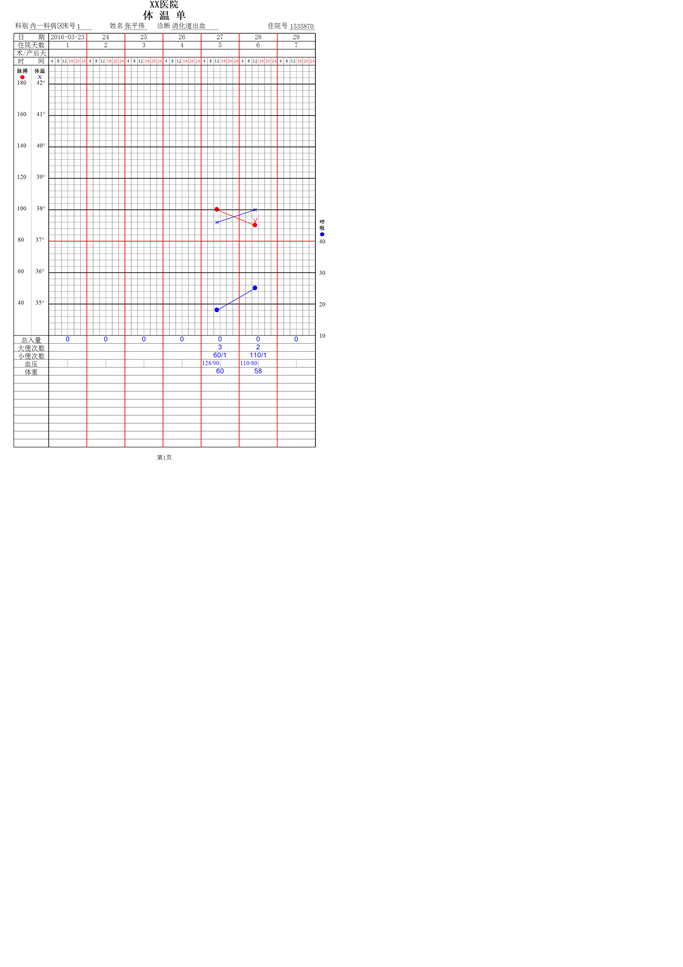 XX医院
体 温 单
科别 内一科病区床号 1 姓名 张平伟 诊断 消化道出血 住院号 1535870
日 期 2016-03-23 24 25 26 27 28 29
住院天数 1 2 3 4 5 6 7
术/产后天
时 间 4 8 12 16 20 24 4 8 12 16 20 24 4 8 12 16 20 24 4 8 12 16 20 24 4 8 12 16 20 24 4 8 12 16 20 24 4 8 12 16 20 24
脉搏 体温
x
180 42°
160 41°
140 40°
120 39°
100 38°
呼吸
80 37° 40
60 36° 30
40 35° 20
10
总入量 0 0 0 0 0 0 0
大便次数 3 2
小便次数 60/1 110/1
血压 128/90 110/80
体重 60 58
第1页